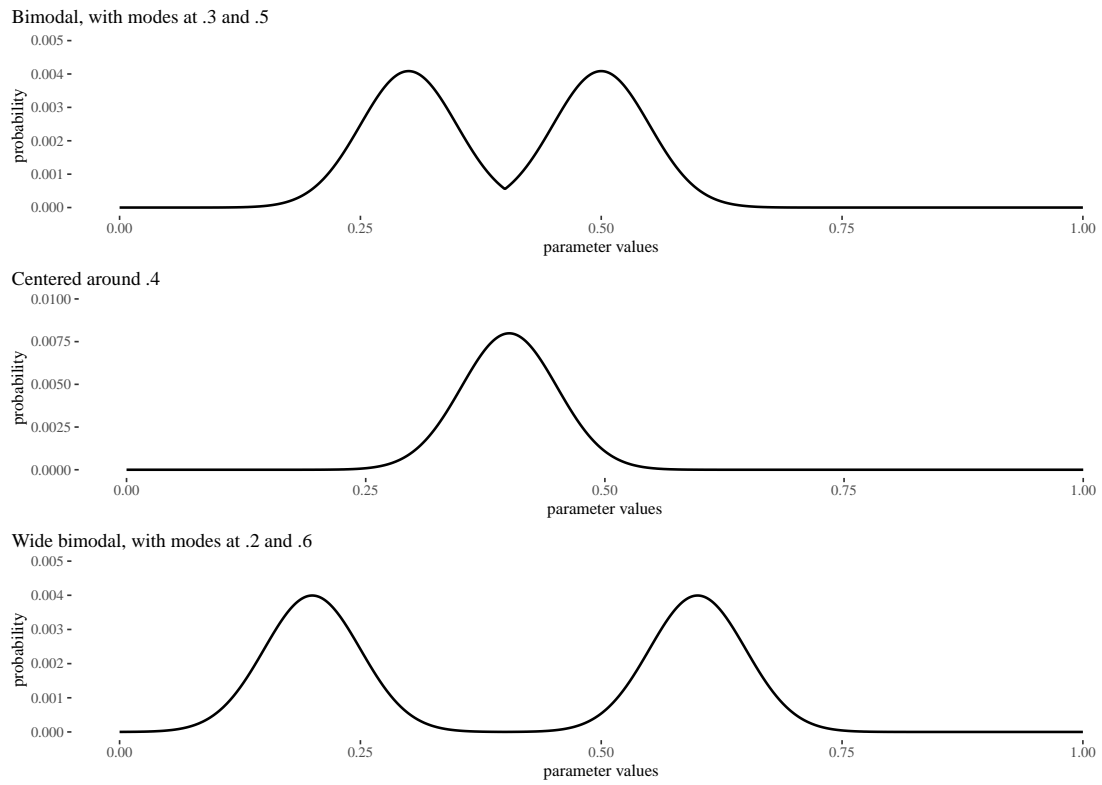 Bimodal, with modes at .3 and .5
0.005
0.004
0.003
0.002
0.001
0.000
probability
0.00 0.25 0.50 0.75 1.00
parameter values
Centered around .4
0.0100
0.0075
0.0050
0.0025
0.0000
probability
0.00 0.25 0.50 0.75 1.00
parameter values
Wide bimodal, with modes at .2 and .6
0.005
0.004
0.003
0.002
0.001
0.000
probability
0.00 0.25 0.50 0.75 1.00
parameter values